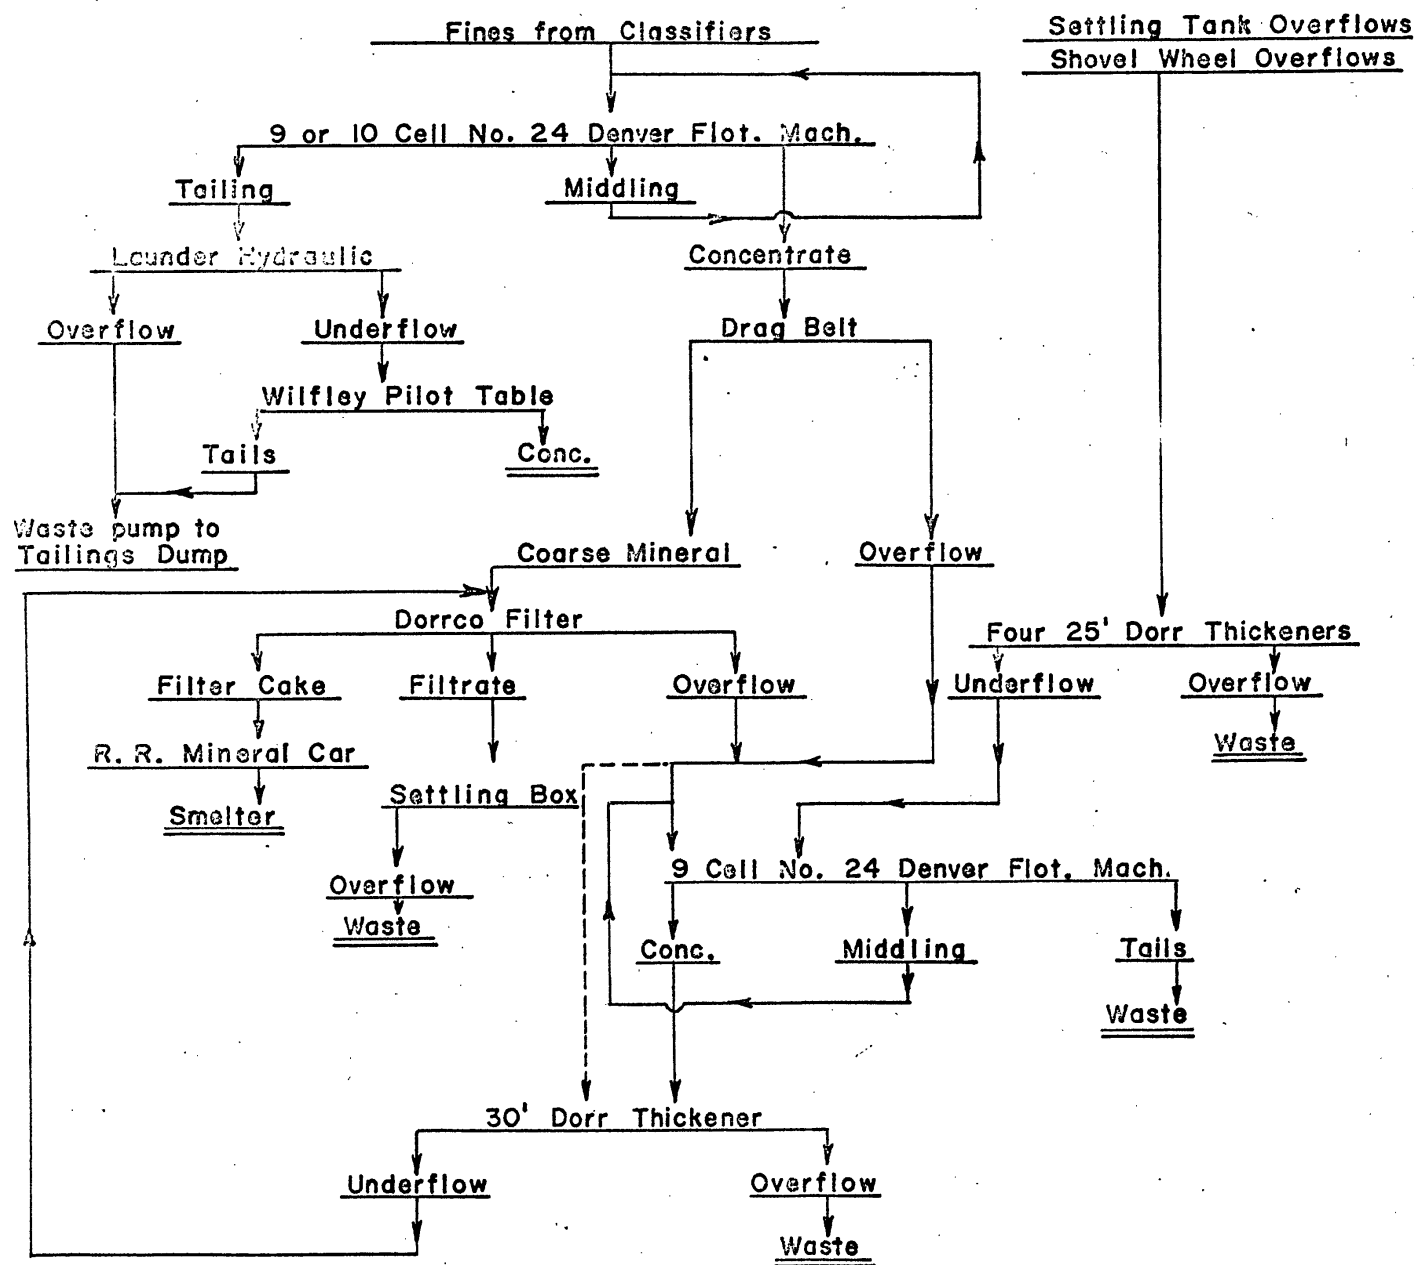 Fines from Classifiers
Settling Tank Overflows
Shovel Wheel Overflows
9 or 10 Cell No. 24 Denver Flot. Mach.
Tailing
Middling
Launder Hydraulic
Concentrate
Overflow
Underflow
Drag Belt
Wilfley Pilot Table
Tails
Conc.
Waste pump to
Tailings Dump
Coarse Mineral
Overflow
Dorrco Filter
Four 25' Dorr Thickeners
Filter Cake
Filtrate
Overflow
Underflow
Overflow
R. R. Mineral Car
Waste
Settling Box
Smelter
9 Cell No. 24 Denver Flot. Mach.
Overflow
Waste
Conc.
Middling
Tails
Waste
30' Dorr Thickener
Underflow
Overflow
Waste